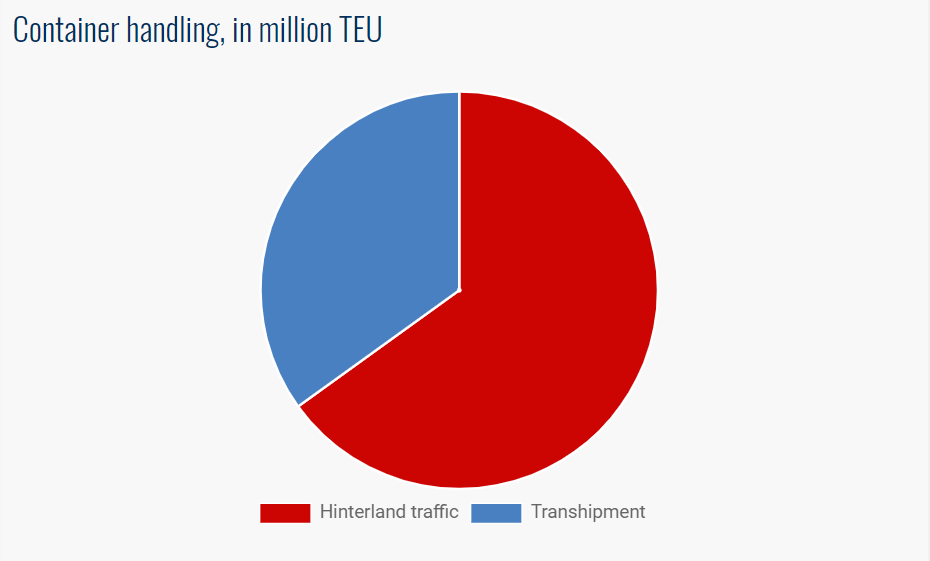 Container handling, in million TEU
Hinterland traffic Transhipment